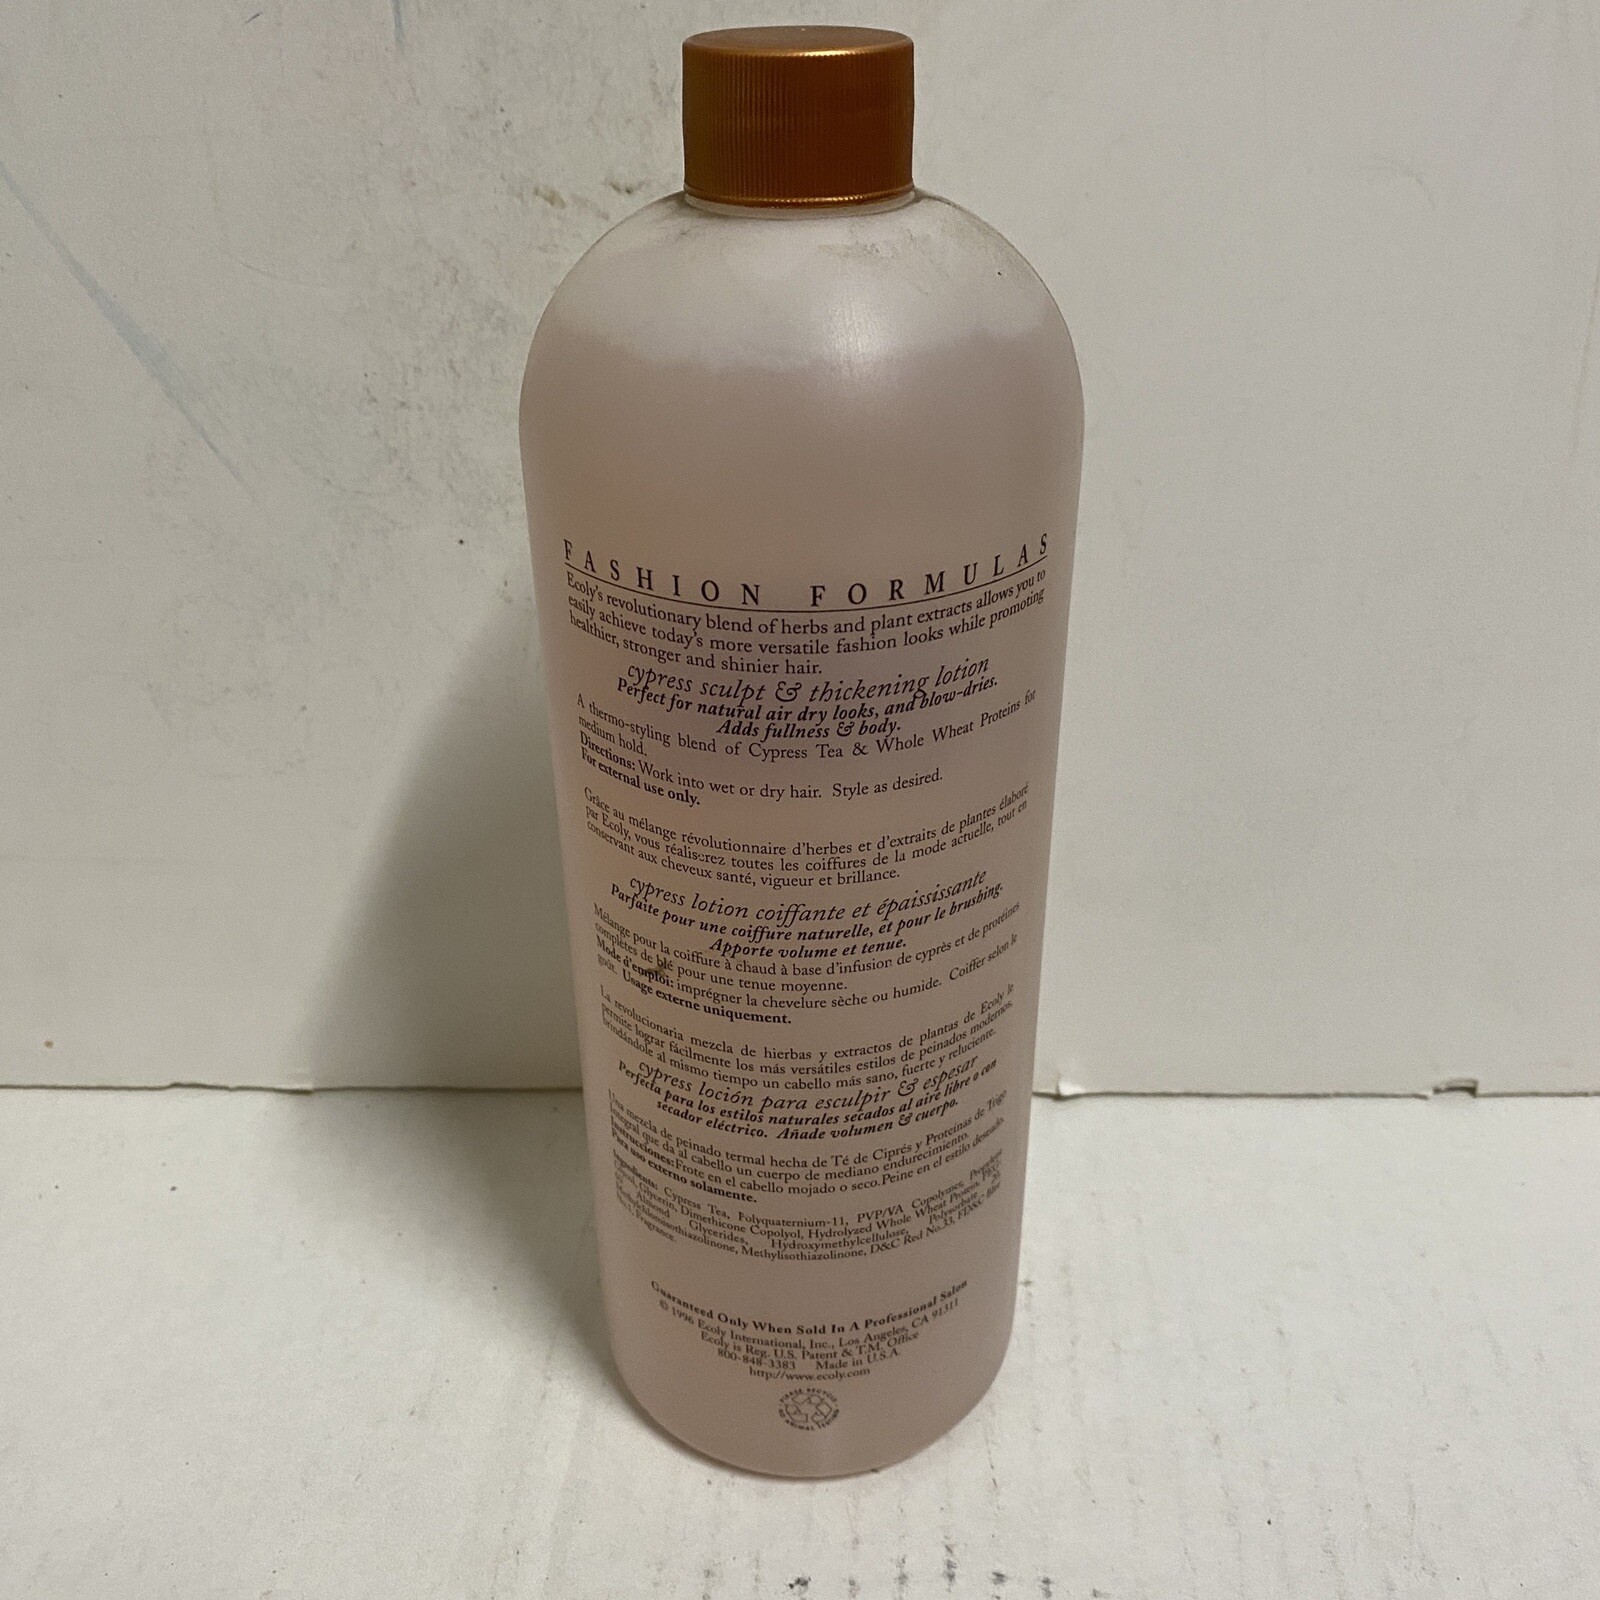 FASHION FORMULAS
Ecoly's revolutionary blend of herbs and plant extracts allows you to
easily achieve today's more versatile fashion looks while promoting
healthier, stronger and shinier hair.
cypress sculpt & thickening lotion
Perfect for natural air dry looks, and blow-dries.
Adds fullness & body.
A thermo-styling blend of Cypress Tea & Whole Wheat Proteins for
medium hold.
Directions: Work into wet or dry hair. Style as desired.
For external use only.
Grâce au mélange révolutionnaire d'herbes et d'extraits de plantes élaboré
par Ecoly, vous réaliserez toutes les coiffures de la mode actuelle, tout en
conservant aux cheveux santé, vigueur et brillance.
cypress lotion coiffante et épaississante
Parfaite pour une coiffure naturelle, et pour le brushing.
Apporte volume et tenue.
Mélange pour la coiffure à chaud à base d'infusion de cyprès et de protéines
complètes de blé pour une tenue moyenne.
Mode d'emploi: imprégner la chevelure sèche ou humide. Coiffer selon le
goût. Usage externe uniquement.
La revolucionaria mezcla de hierbas y extractos de plantas de Ecoly le
permite lograr fácilmente los más versátiles estilos de peinados modernos,
brindándole al mismo tiempo un cabello más sano, fuerte y reluciente.
cypress loción para esculpir & espesar
Perfecta para los estilos naturales secados al aire libre o con
secador eléctrico. Añade volumen & cuerpo.
Una mezcla de peinado termal hecha de Té de Ciprés y Proteínas de Trigo
Integral que da al cabello un cuerpo de mediano endurecimiento.
Instrucciones: Frote en el cabello mojado o seco. Peine en el estilo deseado.
Para uso externo solamente.
Ingredients: Cypress Tea, Polyquaternium-11, PVP/VA Copolymer, Propylene
Glycol, Glycerin, Dimethicone Copolyol, Hydrolyzed Whole Wheat Protein,
Almond Glycerides, Hydroxymethylcellulose, Polysorbate
Methylchloroisothiazolinone, Methylisothiazolinone, D&C Red No.33, FD&C Blue
No.1, Fragrance.
Guaranteed Only When Sold In A Professional Salon
© 1996 Ecoly International, Inc., Los Angeles, CA 91311
Ecoly is Reg. U.S. Patent & T.M. Office
800-848-3383 Made in U.S.A.
http://www.ecoly.com
PLEASE RECYCLE
NO ANIMAL TESTING